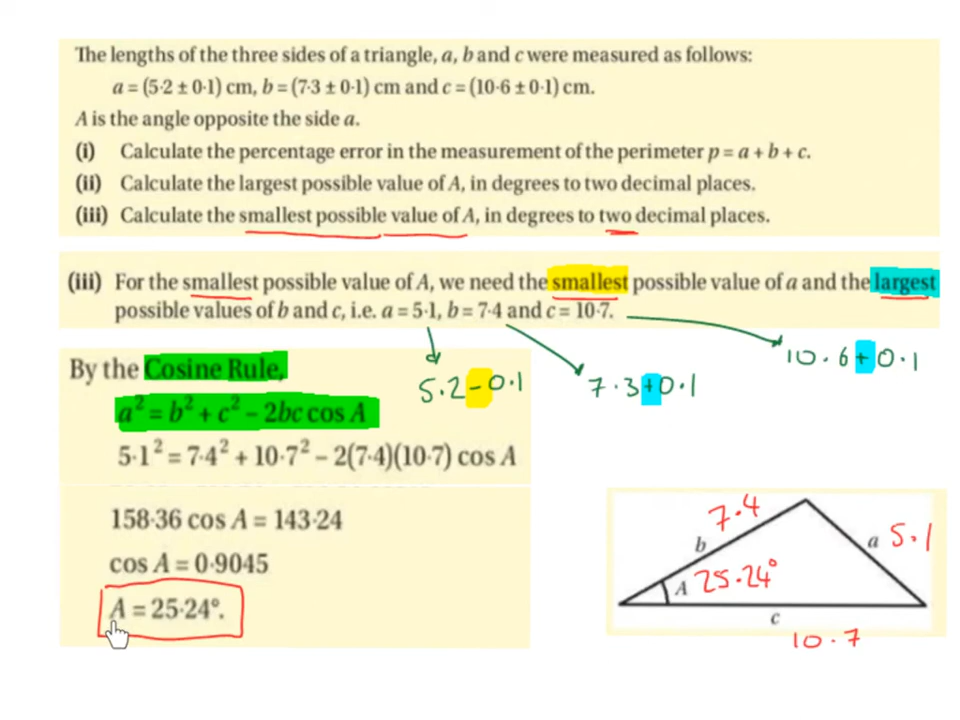 The lengths of the three sides of a triangle, a, b and c were measured as follows:
a = (5·2 ± 0·1) cm, b = (7·3 ± 0·1) cm and c = (10·6 ± 0·1) cm.
A is the angle opposite the side a.
(i) Calculate the percentage error in the measurement of the perimeter p = a + b + c.
(ii) Calculate the largest possible value of A, in degrees to two decimal places.
(iii) Calculate the smallest possible value of A, in degrees to two decimal places.
(iii) For the smallest possible value of A, we need the smallest possible value of a and the largest
possible values of b and c, i.e. a = 5·1, b = 7·4 and c = 10·7.
5.2 - 0.1
7.3 + 0.1
10.6 + 0.1
By the Cosine Rule,
a² = b² + c² – 2bc cos A
5·1² = 7·4² + 10·7² – 2(7·4)(10·7) cos A
158·36 cos A = 143·24
cos A = 0·9045
A = 25·24°.
7.4
b
a 5.1
A 25.24°
c
10.7